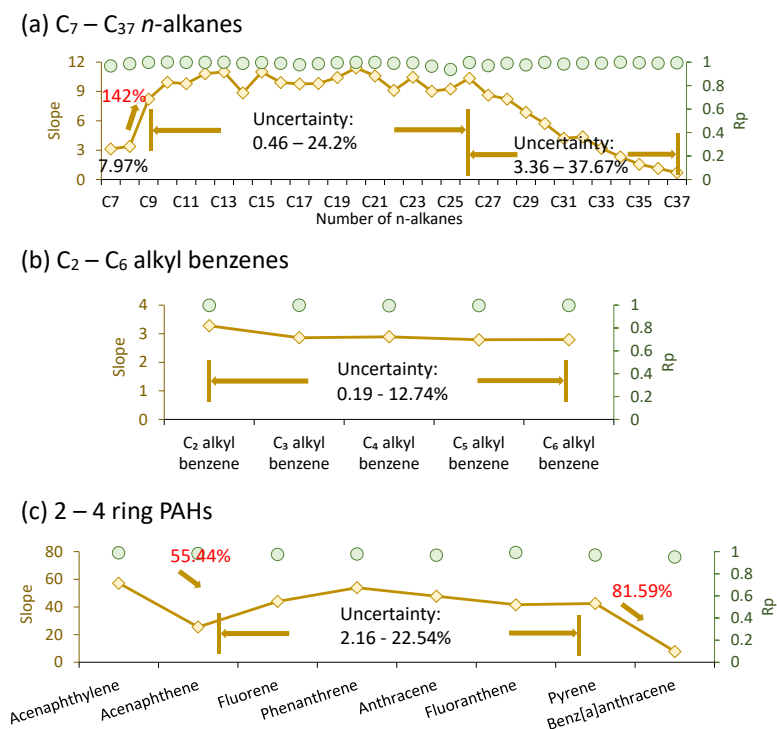 (a) C₇ – C₃₇ n-alkanes
12
9
6
3
0
Slope
142%
7.97%
Uncertainty:
0.46 – 24.2%
Uncertainty:
3.36 – 37.67%
1
0.8
0.6
0.4
0.2
0
Rp
C7 C9 C11 C13 C15 C17 C19 C21 C23 C25 C27 C29 C31 C33 C35 C37
Number of n-alkanes
(b) C₂ – C₆ alkyl benzenes
4
3
2
1
0
Slope
Uncertainty:
0.19 - 12.74%
1
0.8
0.6
0.4
0.2
0
Rp
C₂ alkyl C₃ alkyl C₄ alkyl C₅ alkyl C₆ alkyl
benzene benzene benzene benzene benzene
(c) 2 – 4 ring PAHs
80
60
40
20
0
Slope
55.44%
81.59%
Uncertainty:
2.16 - 22.54%
1
0.8
0.6
0.4
0.2
0
Rp
Acenaphthylene
Acenaphthene
Fluorene
Phenanthrene
Anthracene
Fluoranthene
Pyrene
Benz[a]anthracene